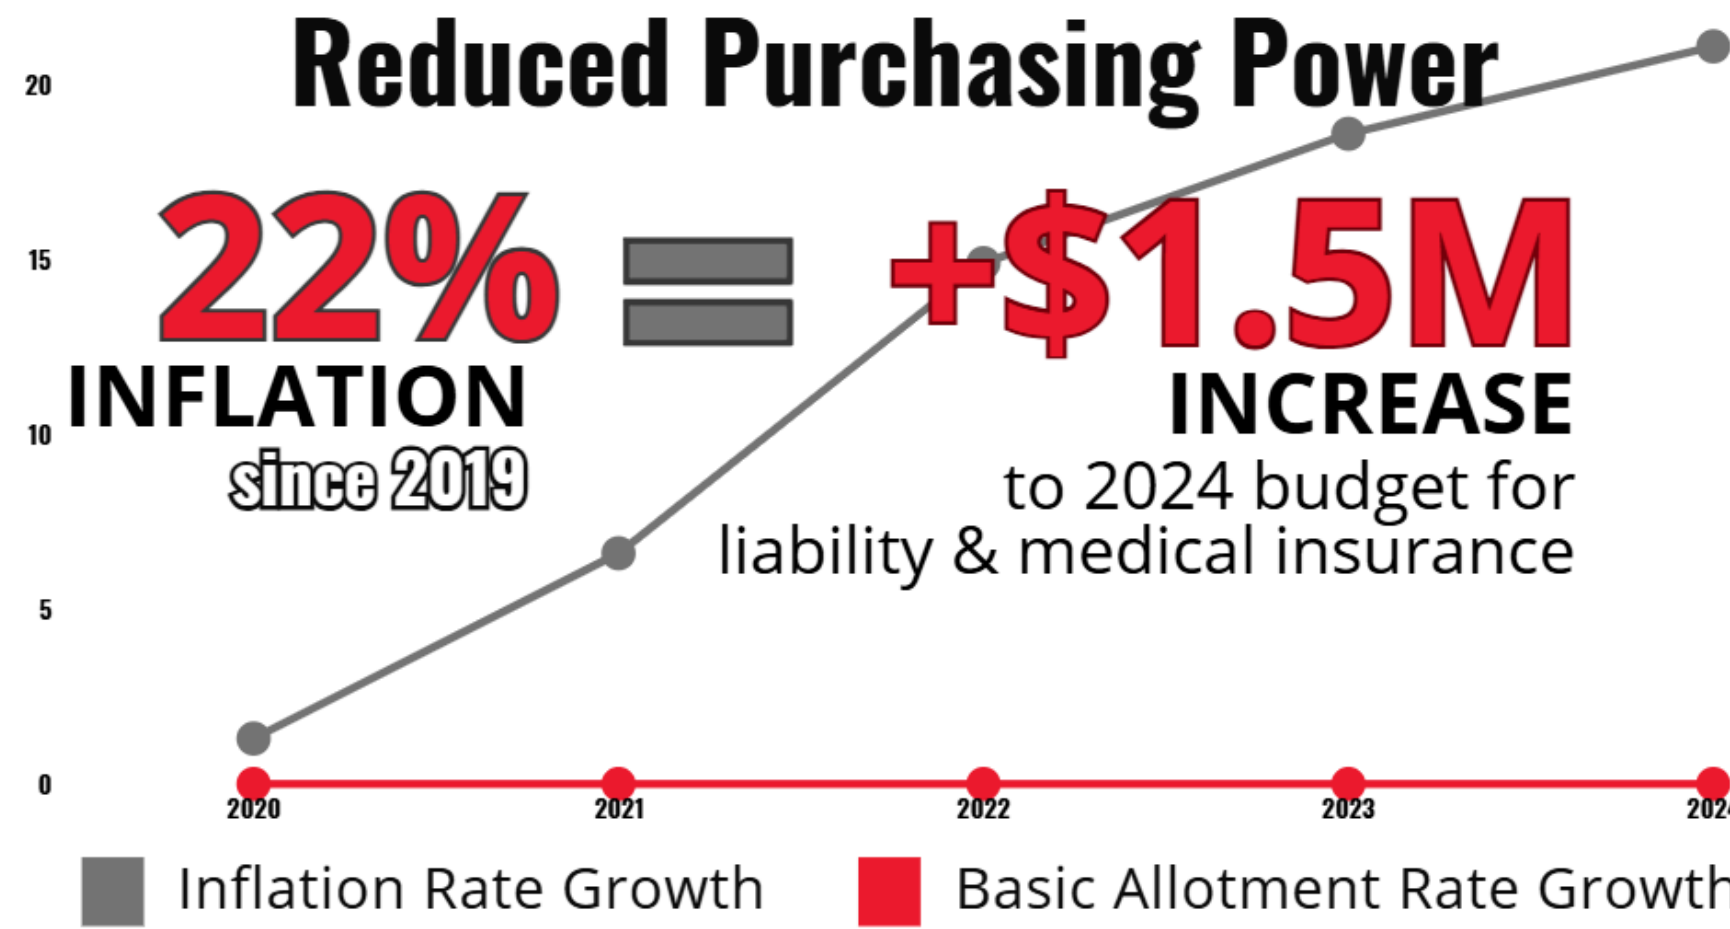 Reduced Purchasing Power
20
15
10
5
0
22%
INFLATION
since 2019
+$1.5M
INCREASE
to 2024 budget for
liability & medical insurance
2020 2021 2022 2023 202
Inflation Rate Growth
Basic Allotment Rate Growth